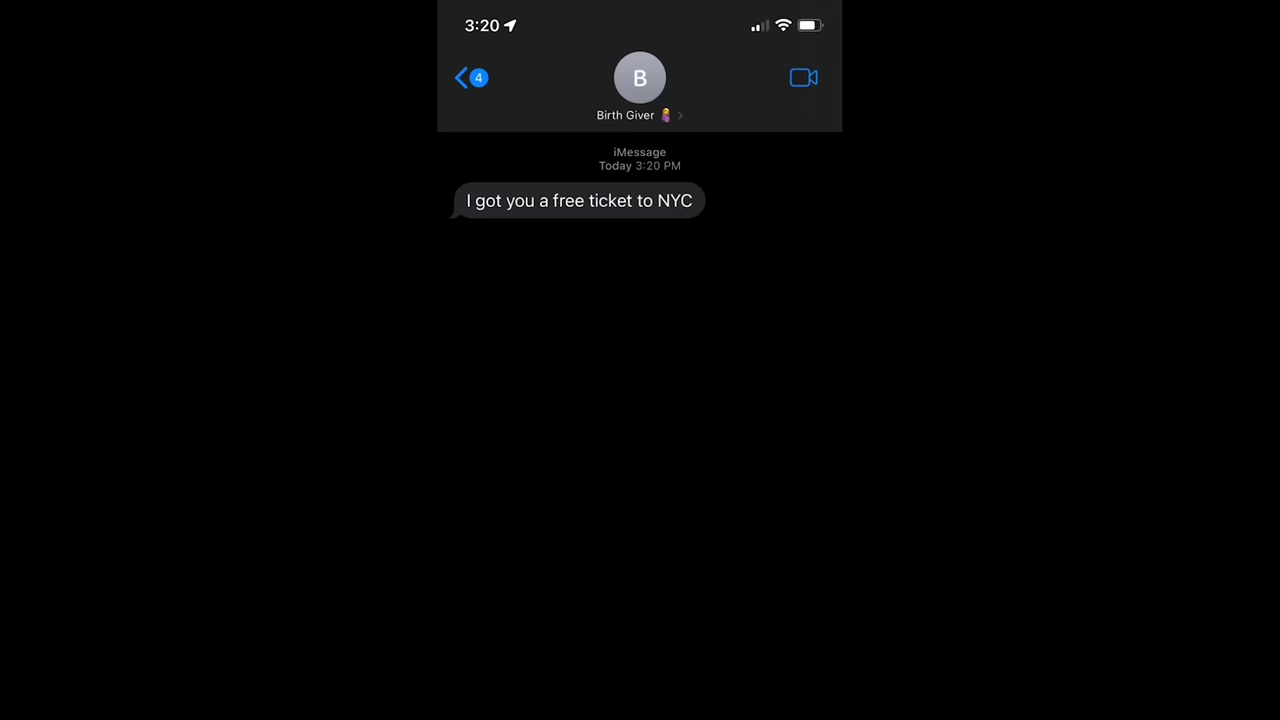 3:20
4
B
Birth Giver 🤰
iMessage
Today 3:20 PM
I got you a free ticket to NYC